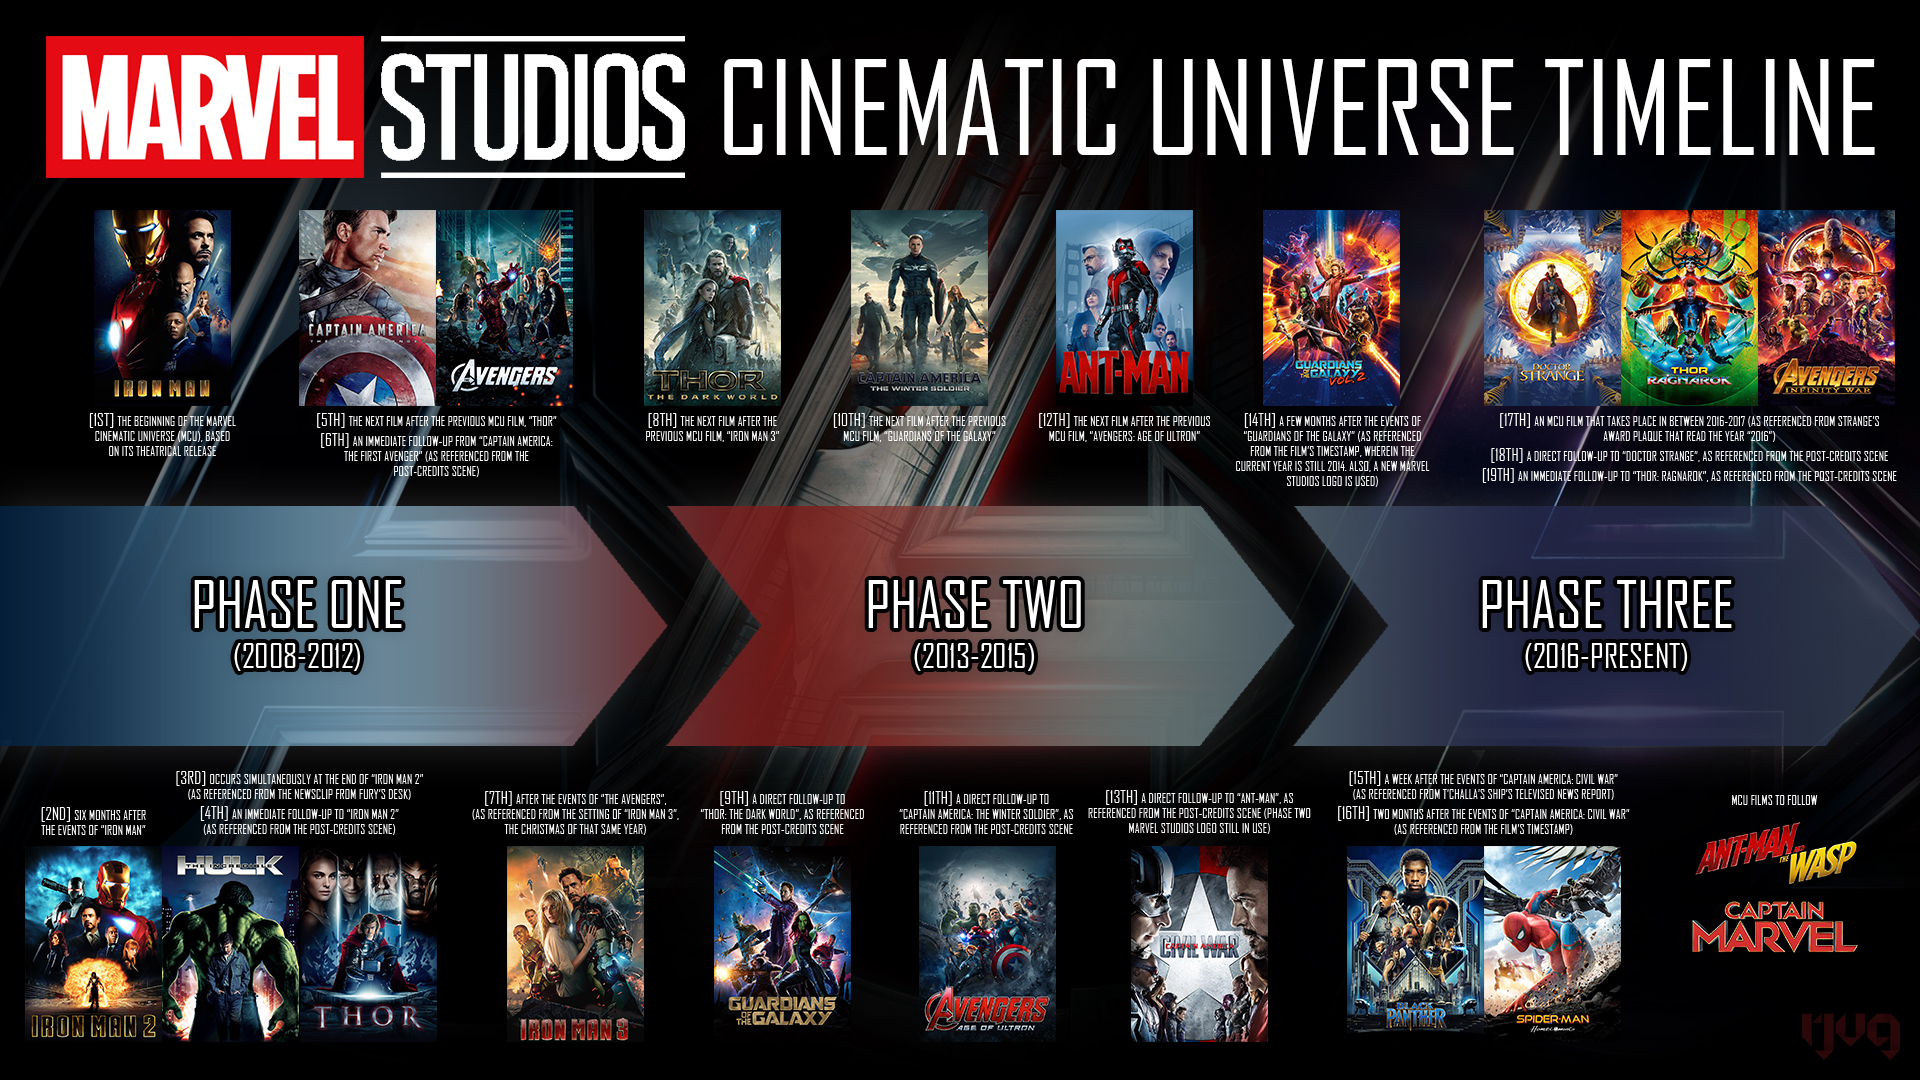 MARVEL STUDIOS CINEMATIC UNIVERSE TIMELINE
IRON MAN
CAPTAIN AMERICA
AVENGERS
THOR
THE DARK WORLD
CAPTAIN AMERICA
THE WINTER SOLDIER
ANT-MAN
GUARDIANS
OF THE GALAXY
VOL. 2
DOCTOR
STRANGE
THOR
RAGNAROK
AVENGERS
INFINITY WAR
[1ST] THE BEGINNING OF THE MARVEL
CINEMATIC UNIVERSE (MCU), BASED
ON ITS THEATRICAL RELEASE
[5TH] THE NEXT FILM AFTER THE PREVIOUS MCU FILM, "THOR"
[6TH] AN IMMEDIATE FOLLOW-UP FROM "CAPTAIN AMERICA:
THE FIRST AVENGER" (AS REFERENCED FROM THE
POST-CREDITS SCENE)
[8TH] THE NEXT FILM AFTER THE
PREVIOUS MCU FILM, "IRON MAN 3"
[10TH] THE NEXT FILM AFTER THE PREVIOUS
MCU FILM, "GUARDIANS OF THE GALAXY"
[12TH] THE NEXT FILM AFTER THE PREVIOUS
MCU FILM, "AVENGERS: AGE OF ULTRON"
[14TH] A FEW MONTHS AFTER THE EVENTS OF
"GUARDIANS OF THE GALAXY" (AS REFERENCED
FROM THE FILM'S TIMESTAMP, WHEREIN THE
CURRENT YEAR IS STILL 2014. ALSO, A NEW MARVEL
STUDIOS LOGO IS USED)
[17TH] AN MCU FILM THAT TAKES PLACE IN BETWEEN 2016-2017 (AS REFERENCED FROM STRANGE'S
AWARD PLAQUE THAT READ THE YEAR "2016")
[18TH] A DIRECT FOLLOW-UP TO "DOCTOR STRANGE", AS REFERENCED FROM THE POST-CREDITS SCENE
[19TH] AN IMMEDIATE FOLLOW-UP TO "THOR: RAGNAROK", AS REFERENCED FROM THE POST-CREDITS SCENE
PHASE ONE
(2008-2012)
PHASE TWO
(2013-2015)
PHASE THREE
(2016-PRESENT)
[2ND] SIX MONTHS AFTER
THE EVENTS OF "IRON MAN"
[3RD] OCCURS SIMULTANEOUSLY AT THE END OF "IRON MAN 2"
(AS REFERENCED FROM THE NEWSCLIP FROM FURY'S DESK)
[4TH] AN IMMEDIATE FOLLOW-UP TO "IRON MAN 2"
(AS REFERENCED FROM THE POST-CREDITS SCENE)
[7TH] AFTER THE EVENTS OF "THE AVENGERS",
(AS REFERENCED FROM THE SETTING OF "IRON MAN 3",
THE CHRISTMAS OF THAT SAME YEAR)
[9TH] A DIRECT FOLLOW-UP TO
"THOR: THE DARK WORLD", AS REFERENCED
FROM THE POST-CREDITS SCENE
[11TH] A DIRECT FOLLOW-UP TO
"CAPTAIN AMERICA: THE WINTER SOLDIER", AS
REFERENCED FROM THE POST-CREDITS SCENE
[13TH] A DIRECT FOLLOW-UP TO "ANT-MAN", AS
REFERENCED FROM THE POST-CREDITS SCENE (PHASE TWO
MARVEL STUDIOS LOGO STILL IN USE)
[15TH] A WEEK AFTER THE EVENTS OF "CAPTAIN AMERICA: CIVIL WAR"
(AS REFERENCED FROM T'CHALLA'S SHIP'S TELEVISED NEWS REPORT)
[16TH] TWO MONTHS AFTER THE EVENTS OF "CAPTAIN AMERICA: CIVIL WAR"
(AS REFERENCED FROM THE FILM'S TIMESTAMP)
MCU FILMS TO FOLLOW
ANT-MAN AND THE WASP
CAPTAIN
MARVEL
IRON MAN 2
THE INCREDIBLE
HULK
THOR
IRON MAN 3
GUARDIANS
OF THE GALAXY
AVENGERS
AGE OF ULTRON
CAPTAIN AMERICA
CIVIL WAR
BLACK
PANTHER
SPIDER-MAN
HOMECOMING
rjvg